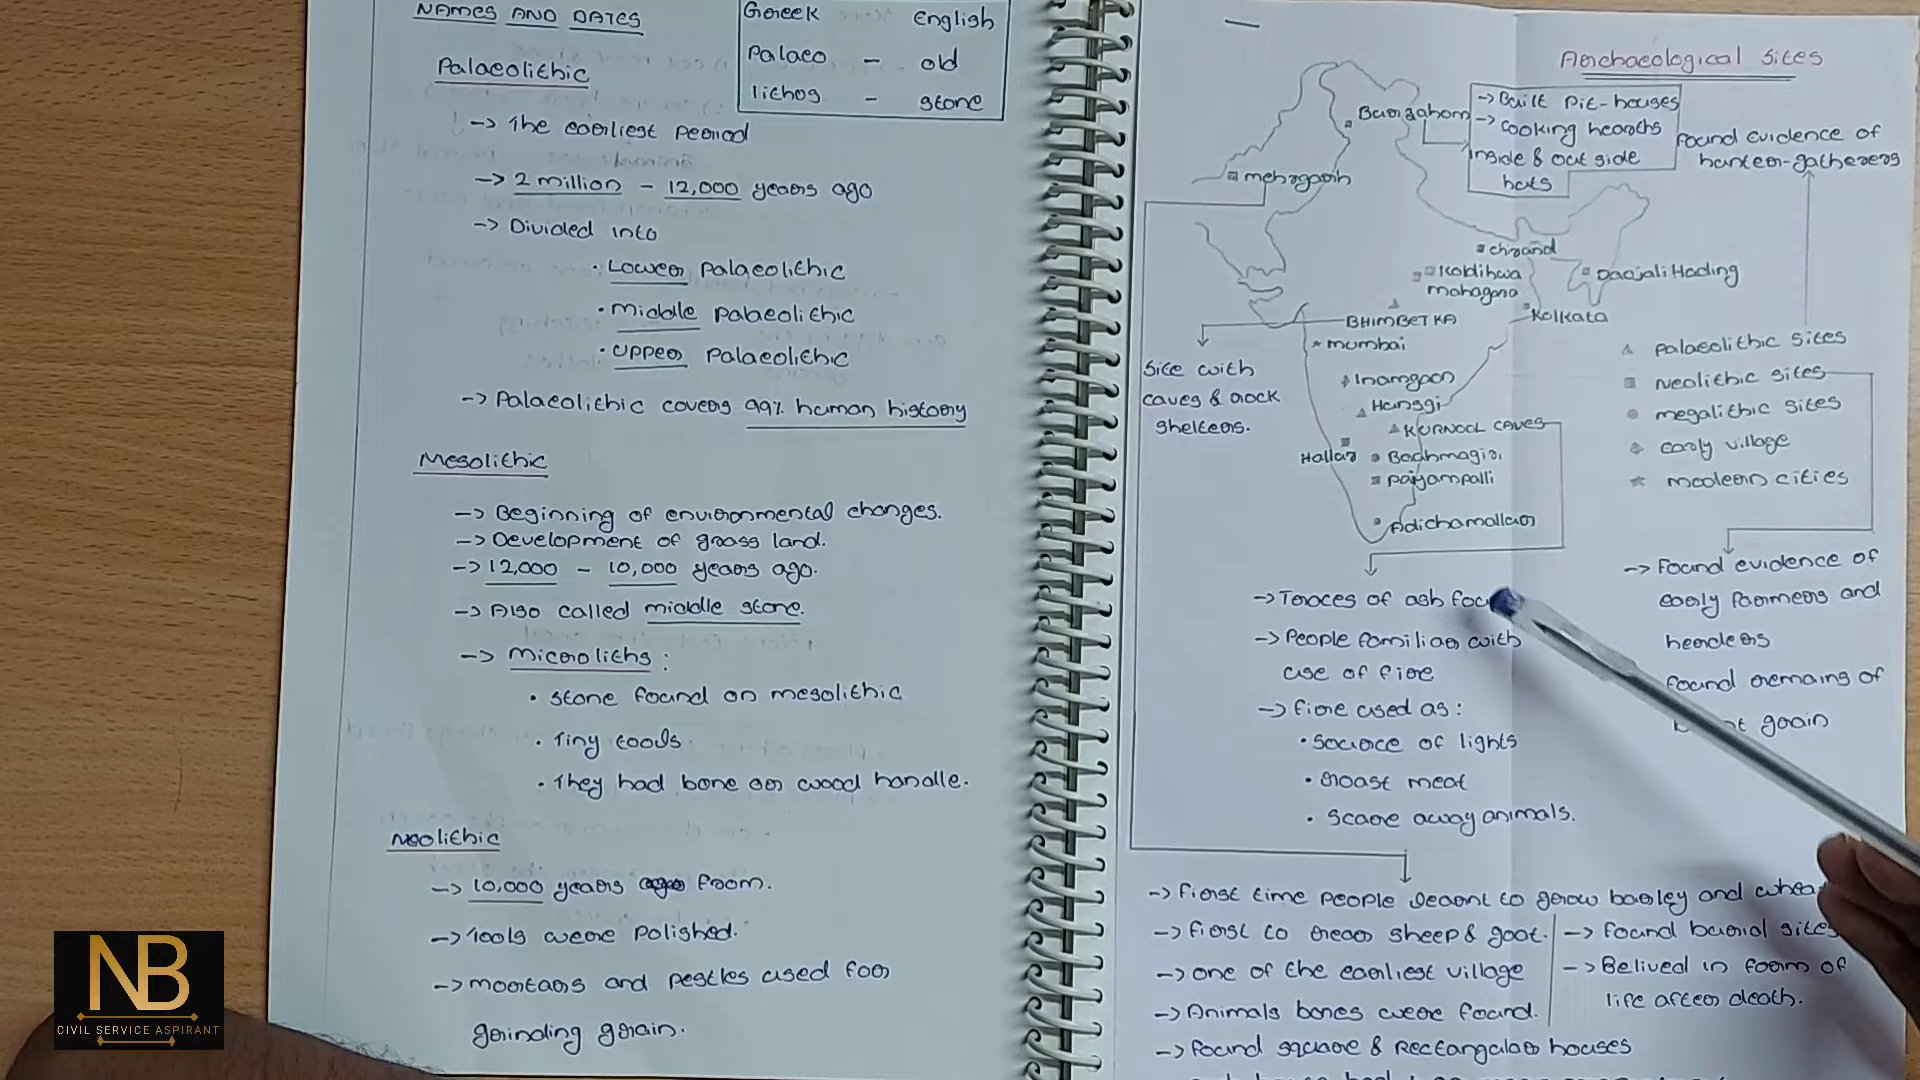 NAMES AND DATES
Greek English
Palaeo - old
lithos - stone
Palaeolithic
-> The earliest period
-> 2 million - 12,000 years ago
-> Divided into
· Lower palaeolithic
· Middle palaeolithic
· Upper palaeolithic
-> Palaeolithic covers 99% human history
Mesolithic
-> Beginning of environmental changes.
-> Development of grass land.
-> 12,000 - 10,000 years ago.
-> Also called middle stone.
-> Microliths :
· Stone found on mesolithic
· Tiny tools
· They had bone or wood handle.
Neolithic
-> 10,000 years ago from.
-> Tools were polished.
-> Mortars and pestles used for
grinding grain.
Archaeological Sites
Burzahom
-> Built pit-houses
-> cooking hearths
inside & out side
huts
Found evidence of
hunter-gatherers
mehrgarh
chirand
Koldihwa
mahagara
Daojali Hading
BHIMBETKA
Kolkata
mumbai
Inamgaon
Hunsgi
KURNOOL CAVES
Hallur
Brahmagiri
paiyampalli
Adichamallur
palaeolithic sites
neolithic sites
megalithic sites
early village
modern cities
Site with
caves & rock
shelters.
-> Traces of ash
-> People familiar with
use of fire
-> fire used as :
· Source of lights
· Roast meat
· Scare away animals.
-> Found evidence of
early farmers and
herders
Found remains of
grain
-> First time people learnt to grow barley and
-> First to rear sheep & goat.
-> One of the earliest village
-> Animals bones were found.
-> Found square & Rectangular houses
-> Found burial sites
-> Belived in form of
life after death.
NB
CIVIL SERVICE ASPIRANT